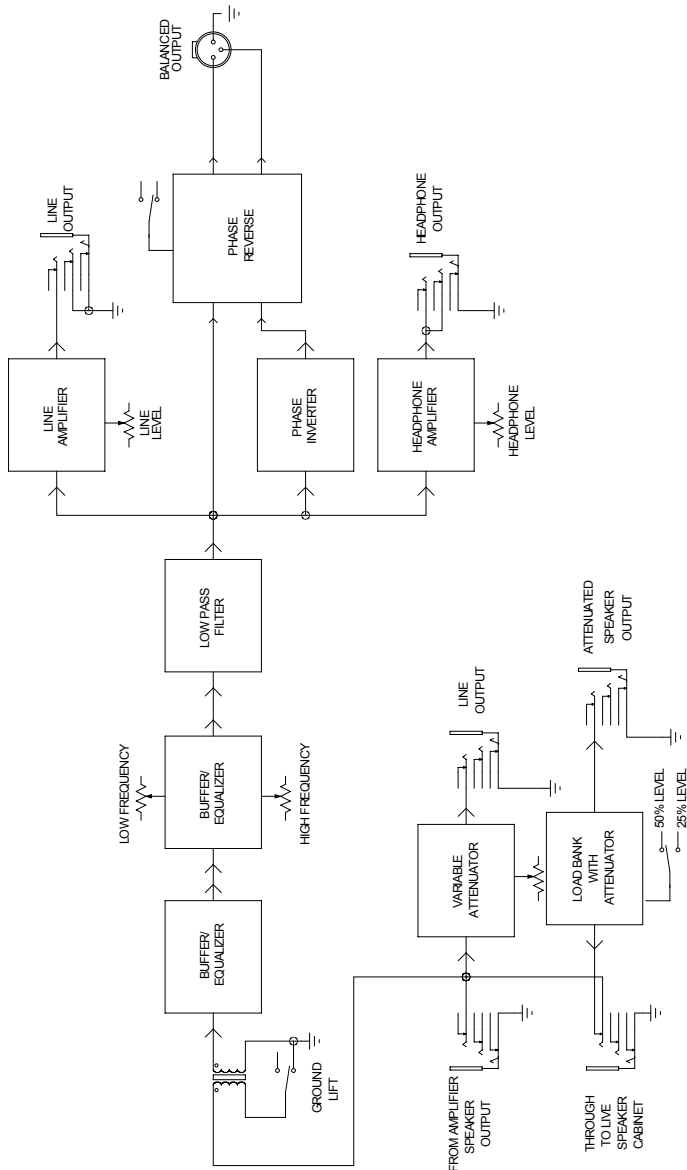 LINE
AMPLIFIER
LINE
LEVEL
LINE
OUTPUT
LOW FREQUENCY
BUFFER/
EQUALIZER
BUFFER/
EQUALIZER
HIGH FREQUENCY
LOW PASS
FILTER
GROUND
LIFT
PHASE
INVERTER
PHASE
REVERSE
BALANCED
OUTPUT
HEADPHONE
AMPLIFIER
HEADPHONE
LEVEL
HEADPHONE
OUTPUT
FROM AMPLIFIER
SPEAKER
OUTPUT
VARIABLE
ATTENUATOR
LINE
OUTPUT
THROUGH
TO LIVE
SPEAKER
CABINET
LOAD BANK
WITH
ATTENUATOR
50% LEVEL
25% LEVEL
ATTENUATED
SPEAKER
OUTPUT